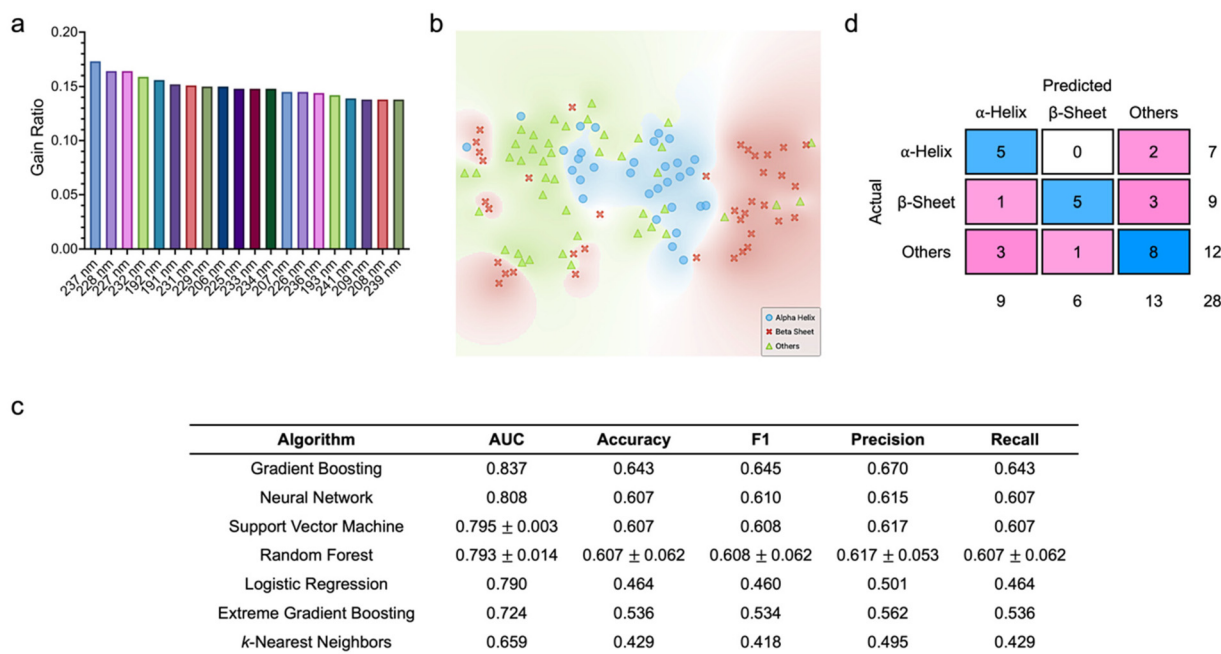 a
Gain Ratio
0.20
0.15
0.10
0.05
0.00
237 nm
228 nm
227 nm
232 nm
192 nm
191 nm
231 nm
229 nm
206 nm
225 nm
233 nm
234 nm
207 nm
226 nm
236 nm
193 nm
241 nm
209 nm
208 nm
239 nm
b
Alpha Helix
Beta Sheet
Others
d
Predicted
α-Helix β-Sheet Others
Actual
α-Helix 5 0 2 7
β-Sheet 1 5 3 9
Others 3 1 8 12
9 6 13 28
c
Algorithm AUC Accuracy F1 Precision Recall
Gradient Boosting 0.837 0.643 0.645 0.670 0.643
Neural Network 0.808 0.607 0.610 0.615 0.607
Support Vector Machine 0.795 ± 0.003 0.607 0.608 0.617 0.607
Random Forest 0.793 ± 0.014 0.607 ± 0.062 0.608 ± 0.062 0.617 ± 0.053 0.607 ± 0.062
Logistic Regression 0.790 0.464 0.460 0.501 0.464
Extreme Gradient Boosting 0.724 0.536 0.534 0.562 0.536
k-Nearest Neighbors 0.659 0.429 0.418 0.495 0.429